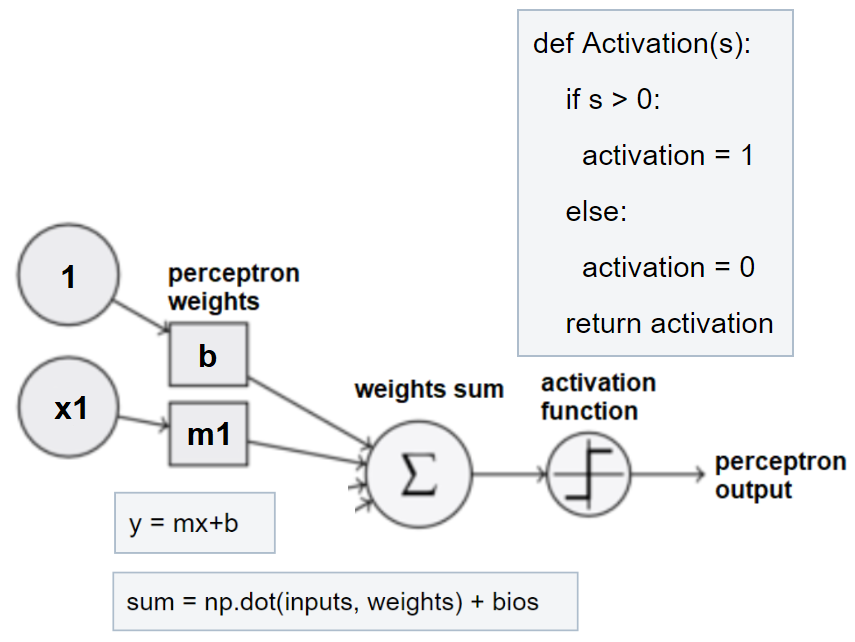 def Activation(s):
if s > 0:
activation = 1
else:
activation = 0
return activation
1
perceptron
weights
b
x1
m1
weights sum
activation
function
Σ
perceptron
output
y = mx+b
sum = np.dot(inputs, weights) + bios